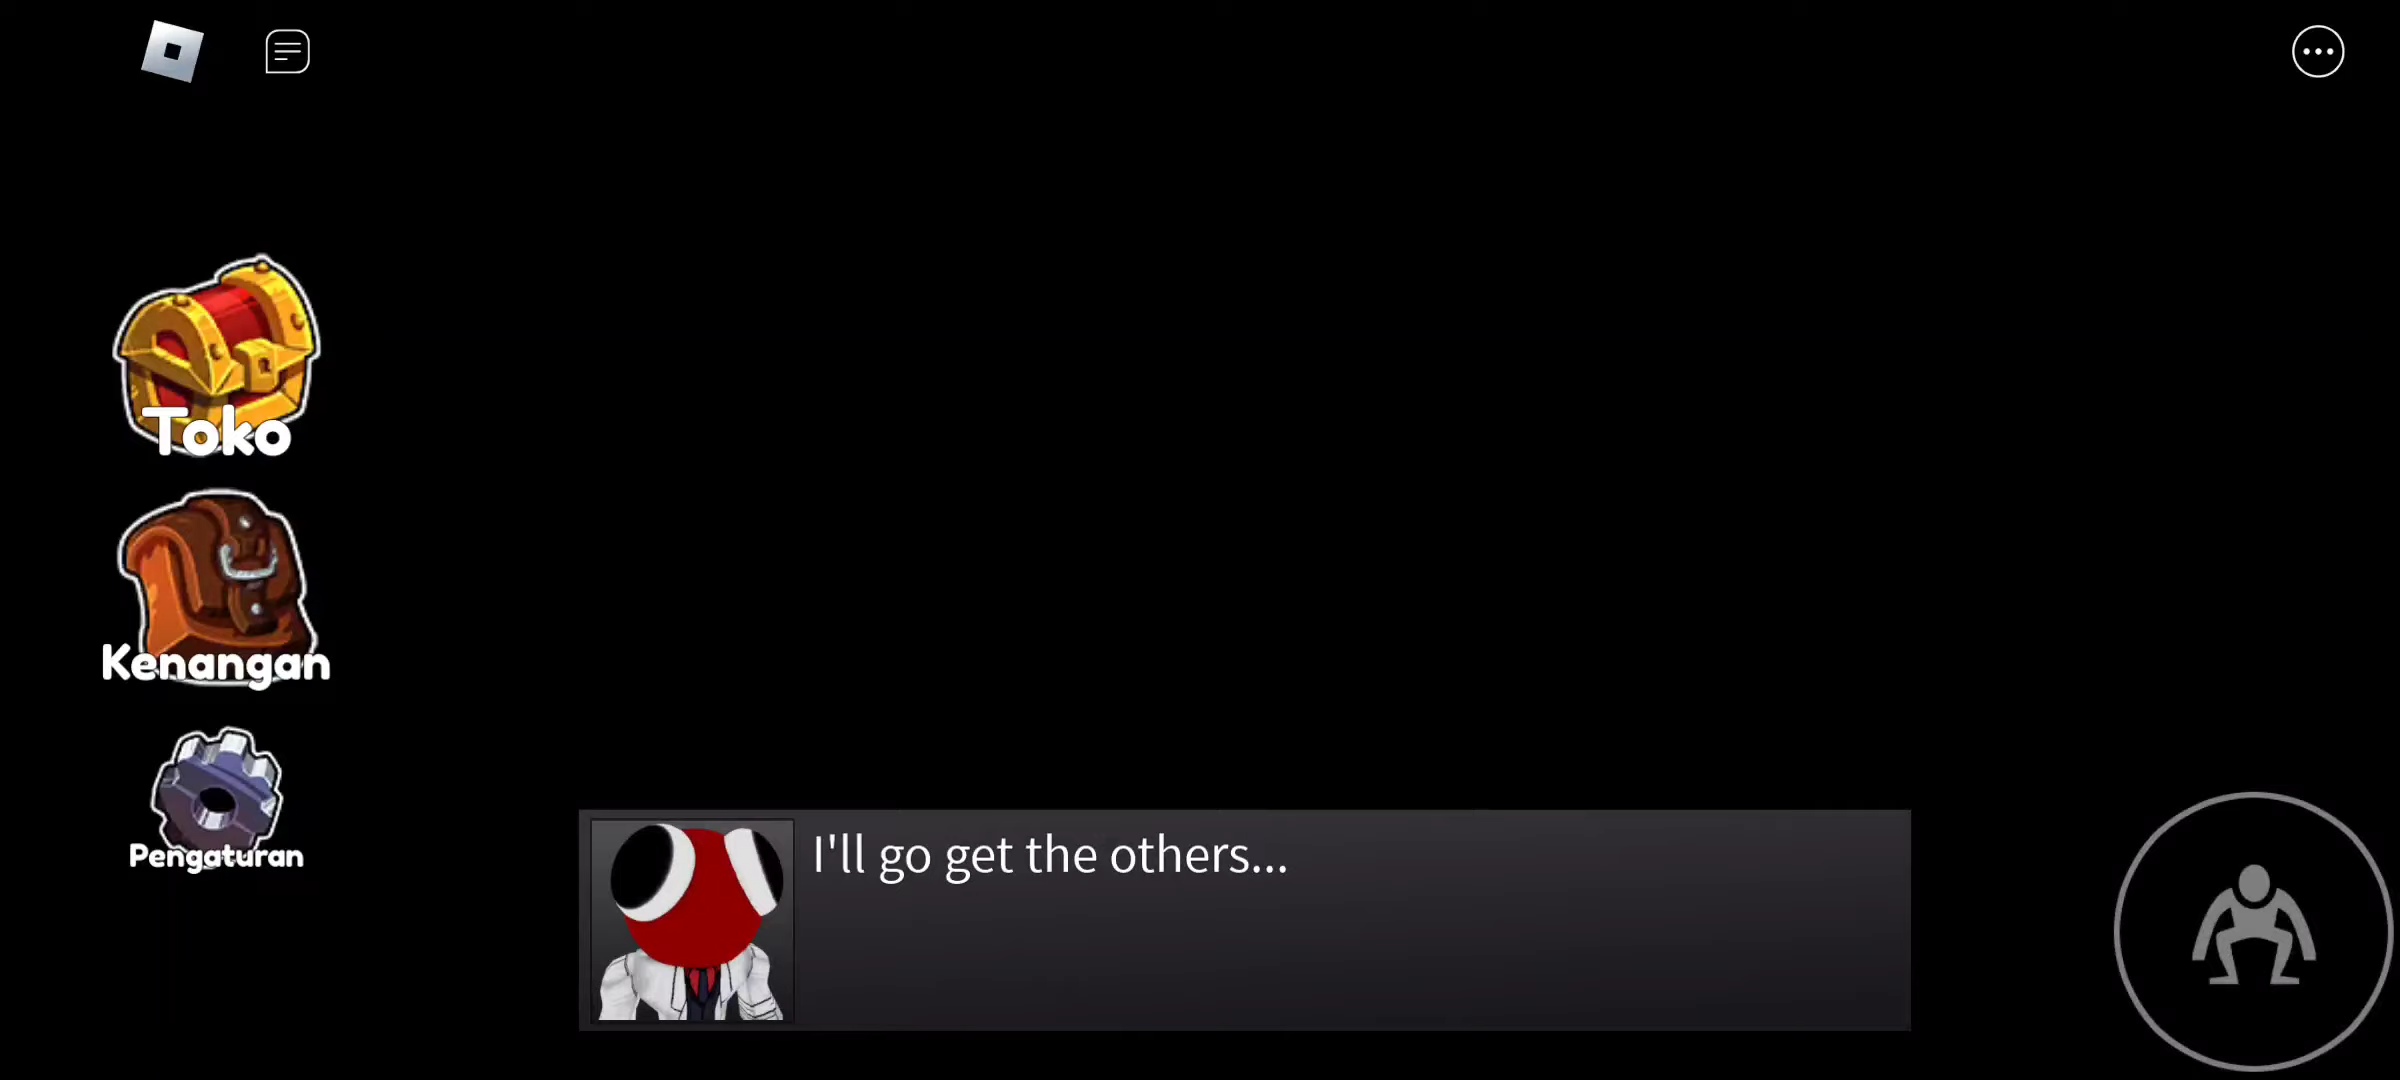 Toko
Kenangan
Pengaturan
I'll go get the others...